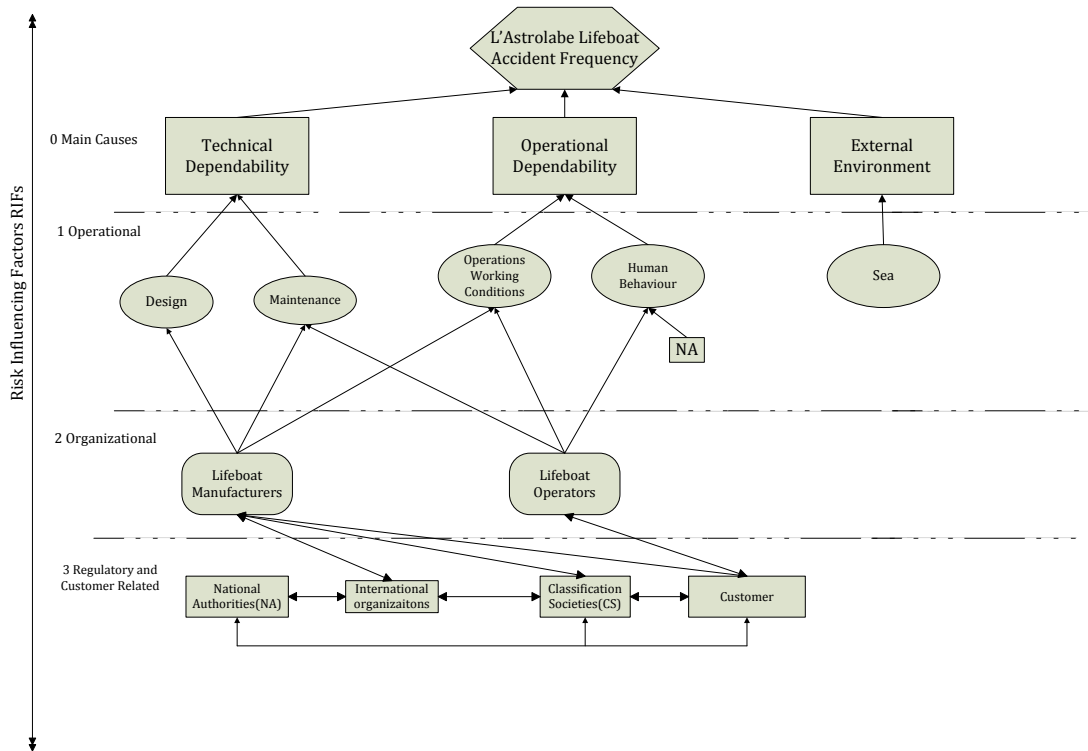 L'Astrolabe Lifeboat
Accident Frequency
0 Main Causes
Technical
Dependability
Operational
Dependability
External
Environment
Risk Influencing Factors RIFs
1 Operational
Design
Maintenance
Operations
Working
Conditions
Human
Behaviour
Sea
NA
2 Organizational
Lifeboat
Manufacturers
Lifeboat
Operators
3 Regulatory and
Customer Related
National
Authorities(NA)
International
organizaitons
Classification
Societies(CS)
Customer